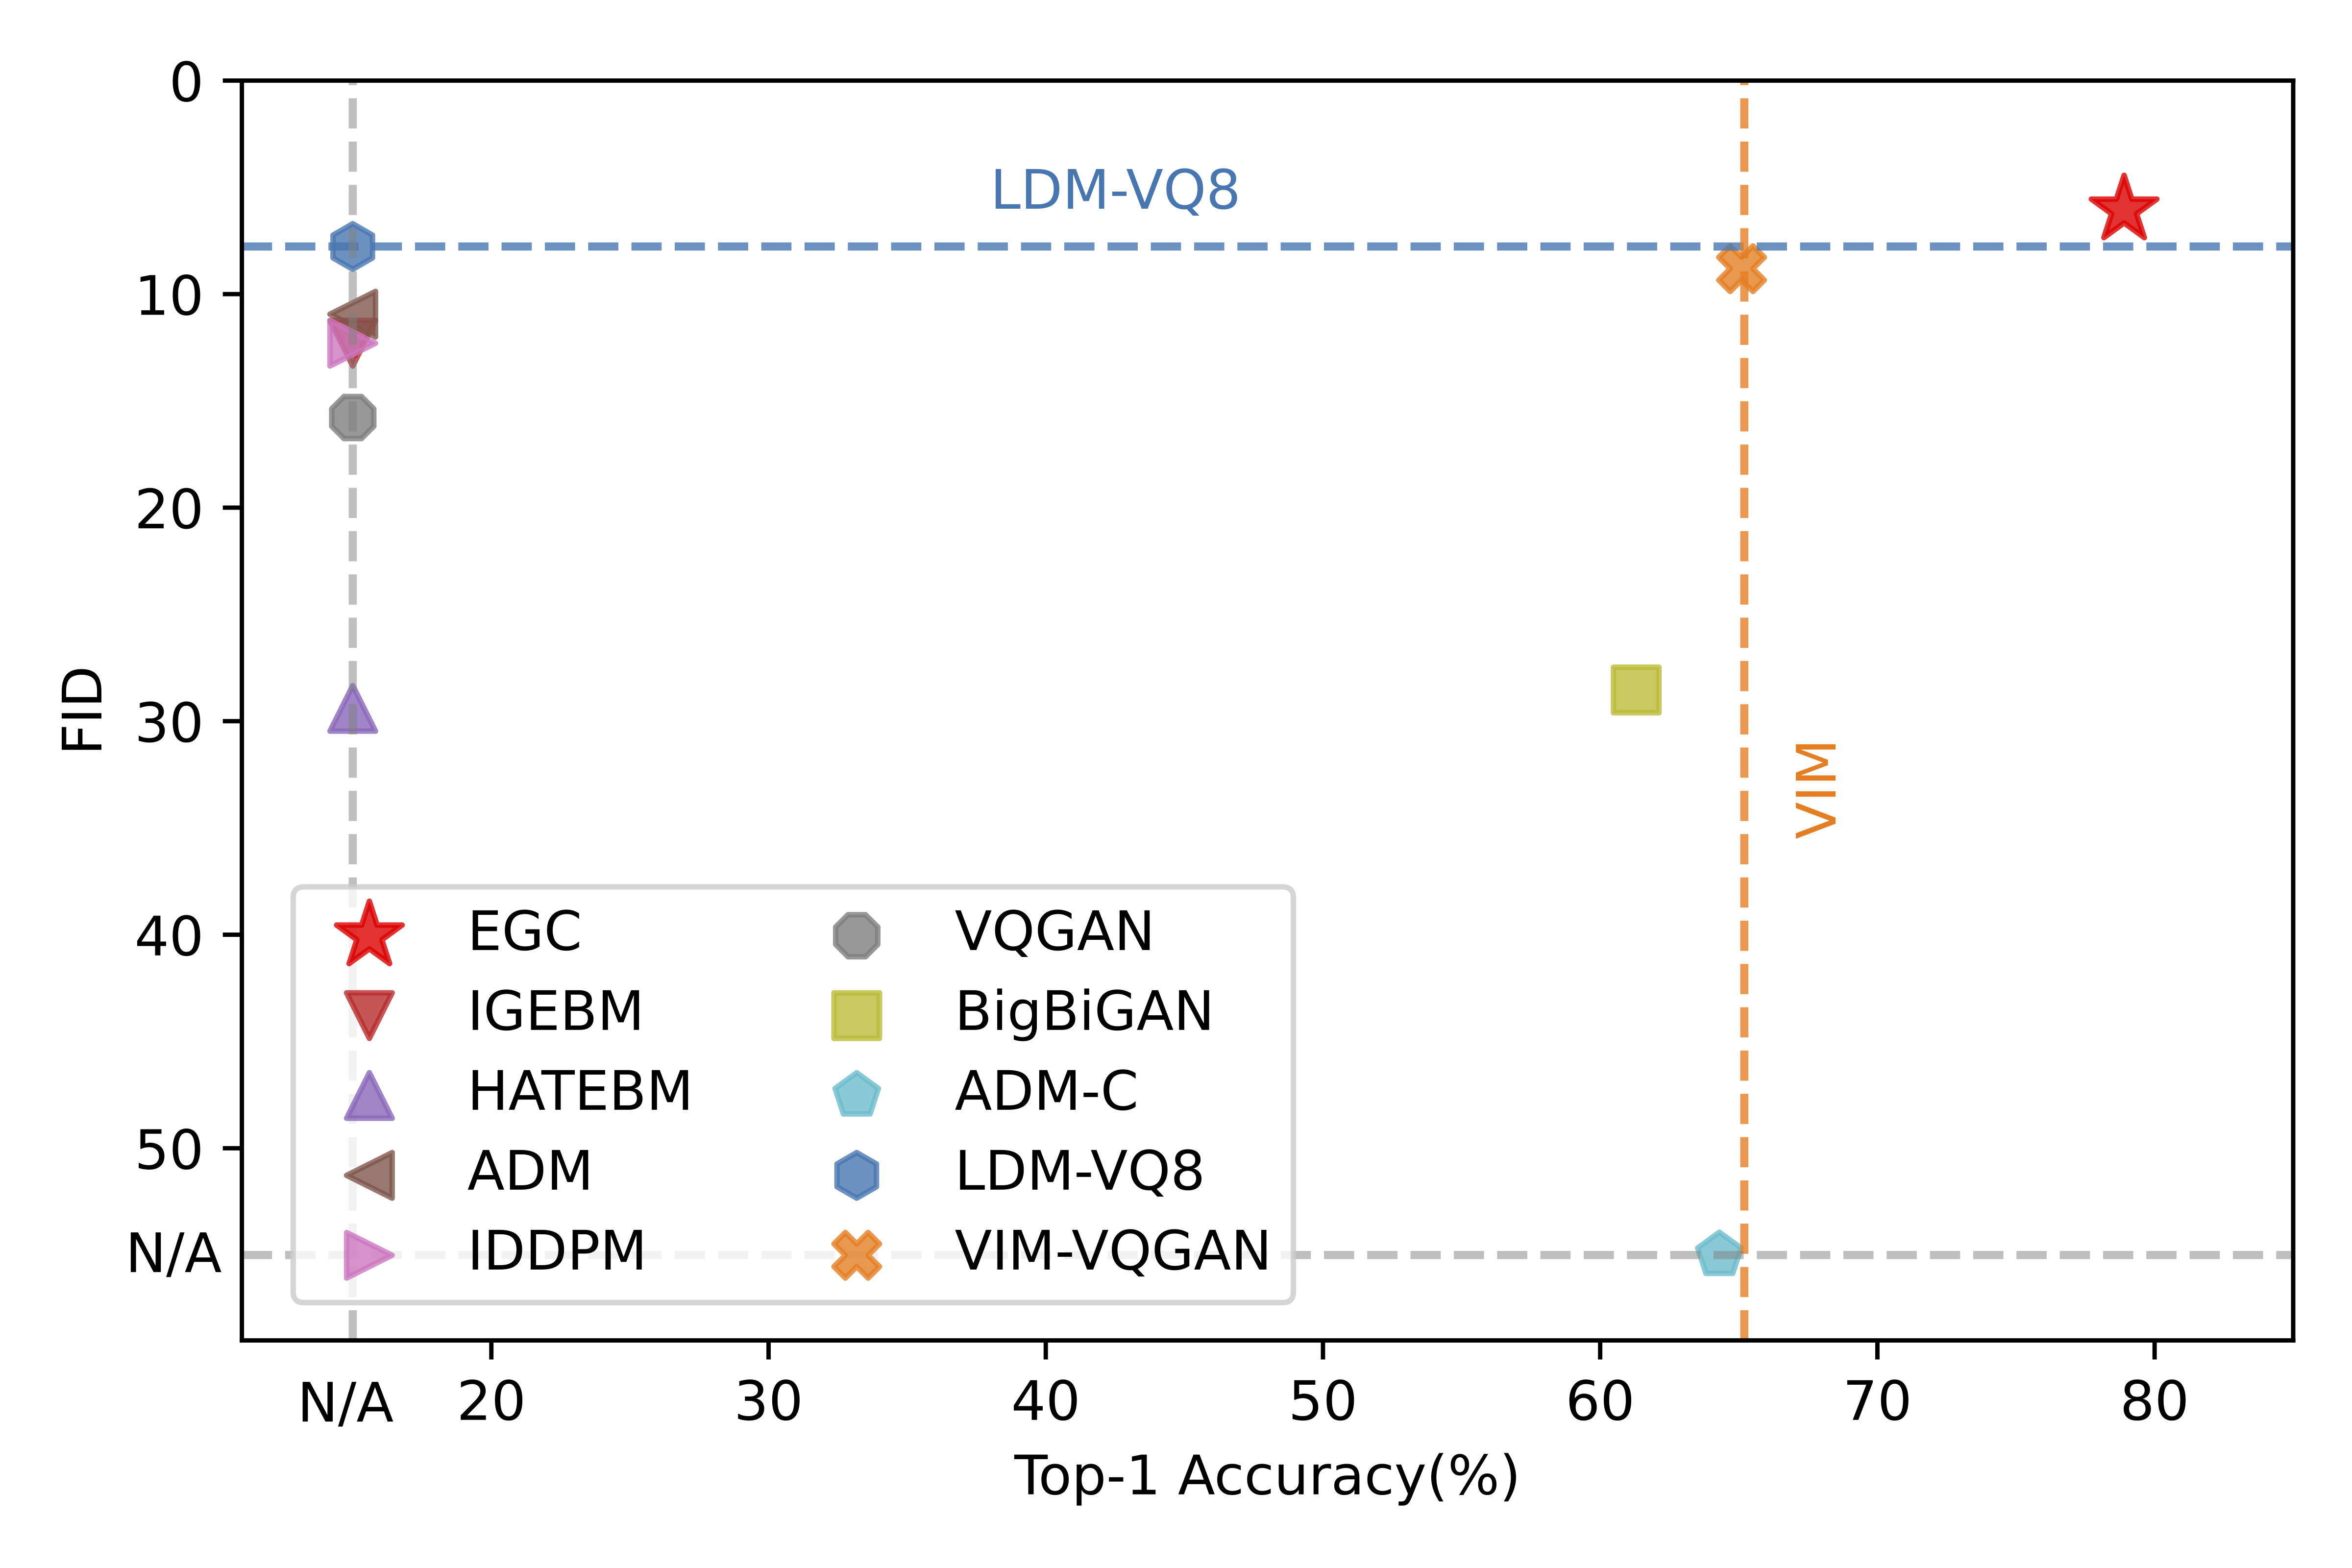 0
10
20
30
40
50
N/A
FID
LDM-VQ8
VIM
EGC
IGEBM
HATEBM
ADM
IDDPM
VQGAN
BigBiGAN
ADM-C
LDM-VQ8
VIM-VQGAN
N/A 20 30 40 50 60 70 80
Top-1 Accuracy(%)